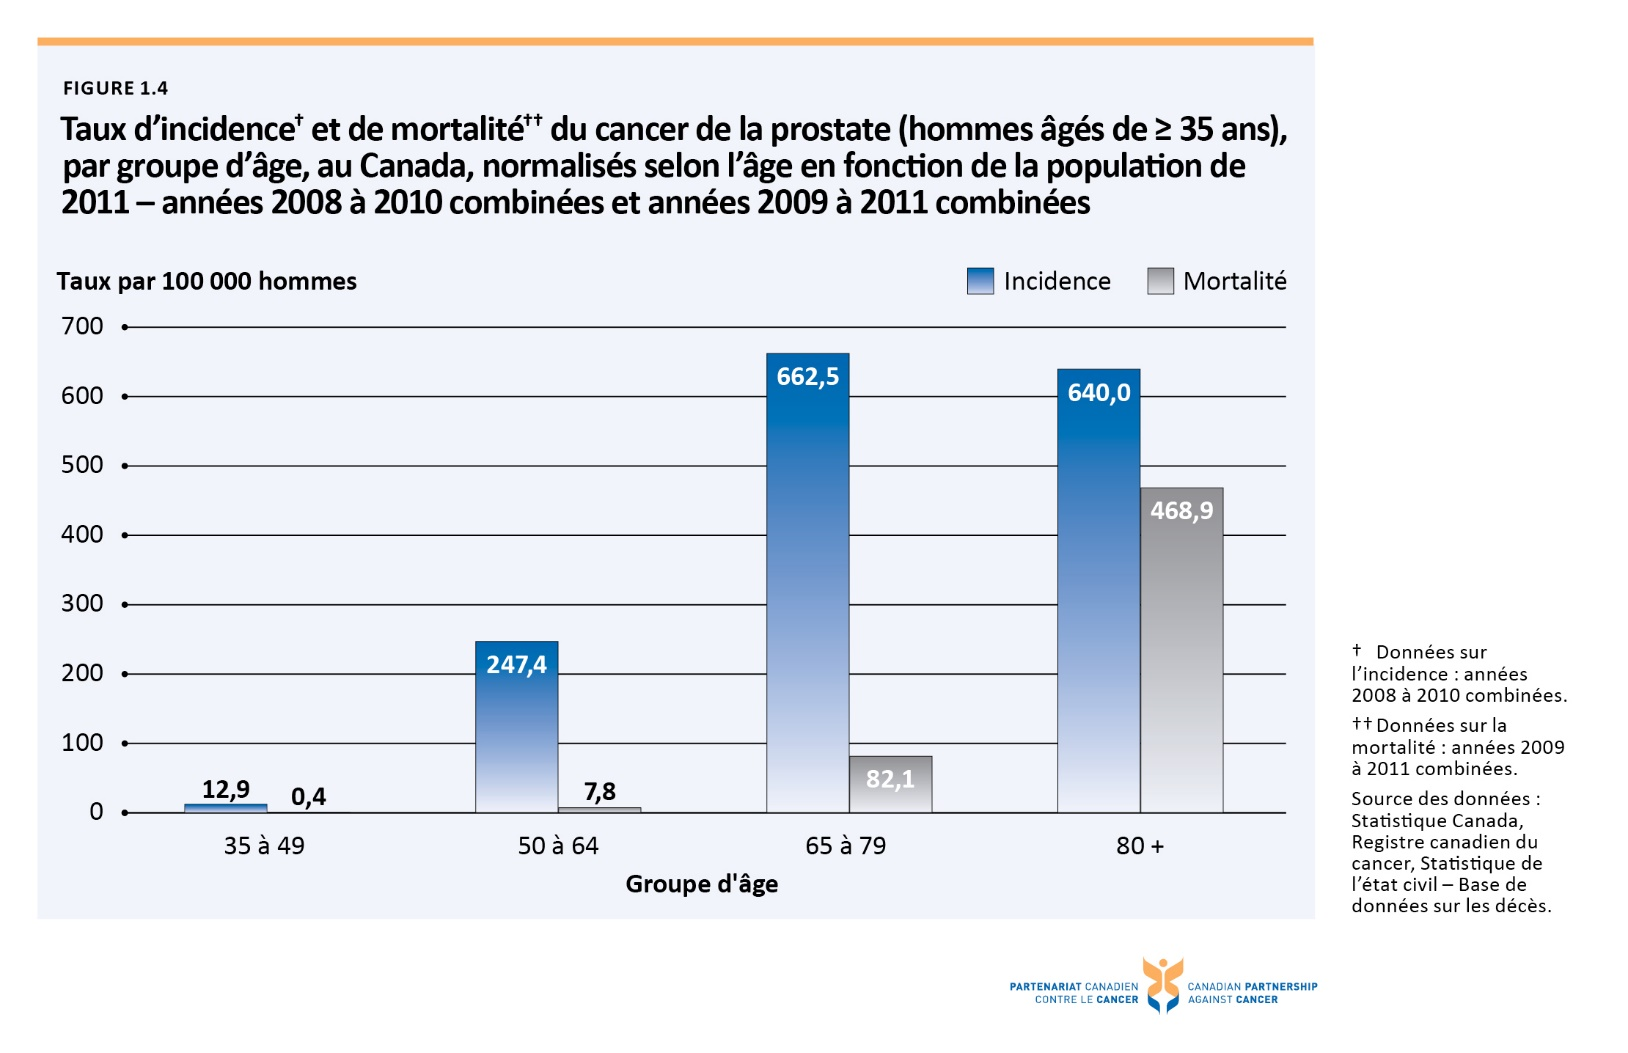 FIGURE 1.4
Taux d’incidence† et de mortalité†† du cancer de la prostate (hommes âgés de ≥ 35 ans),
par groupe d’âge, au Canada, normalisés selon l’âge en fonction de la population de
2011 – années 2008 à 2010 combinées et années 2009 à 2011 combinées
Taux par 100 000 hommes
Incidence
Mortalité
700
600
500
400
300
200
100
0
12,9
0,4
247,4
7,8
662,5
82,1
640,0
468,9
35 à 49
50 à 64
65 à 79
80 +
Groupe d'âge
† Données sur
l’incidence : années
2008 à 2010 combinées.
†† Données sur la
mortalité : années 2009
à 2011 combinées.
Source des données :
Statistique Canada,
Registre canadien du
cancer, Statistique de
l’état civil – Base de
données sur les décès.
PARTENARIAT CANADIEN
CONTRE LE CANCER
CANADIAN PARTNERSHIP
AGAINST CANCER